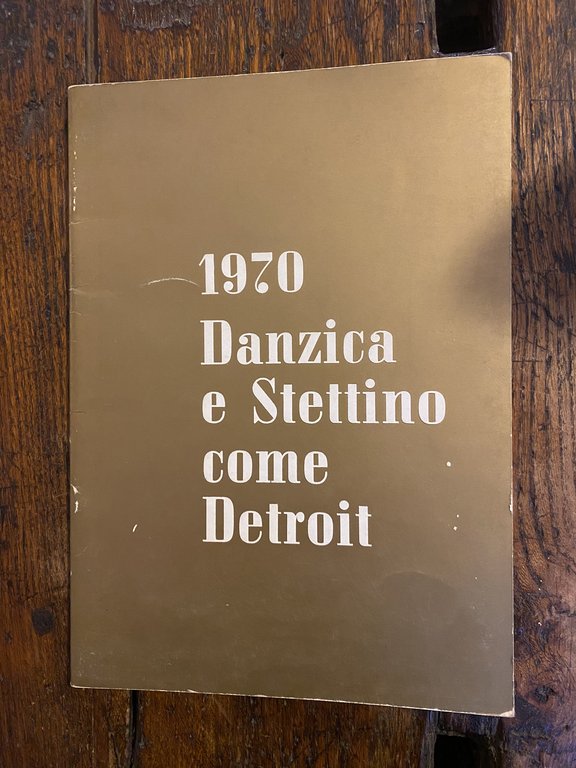 1970
Danzica
e Stettino
come
Detroit